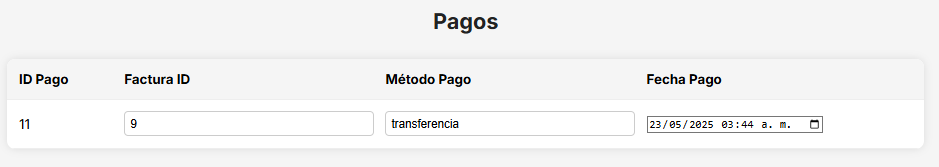 Pagos
ID Pago Factura ID Método Pago Fecha Pago
11 9 transferencia 23/05/2025 03:44 a. m.